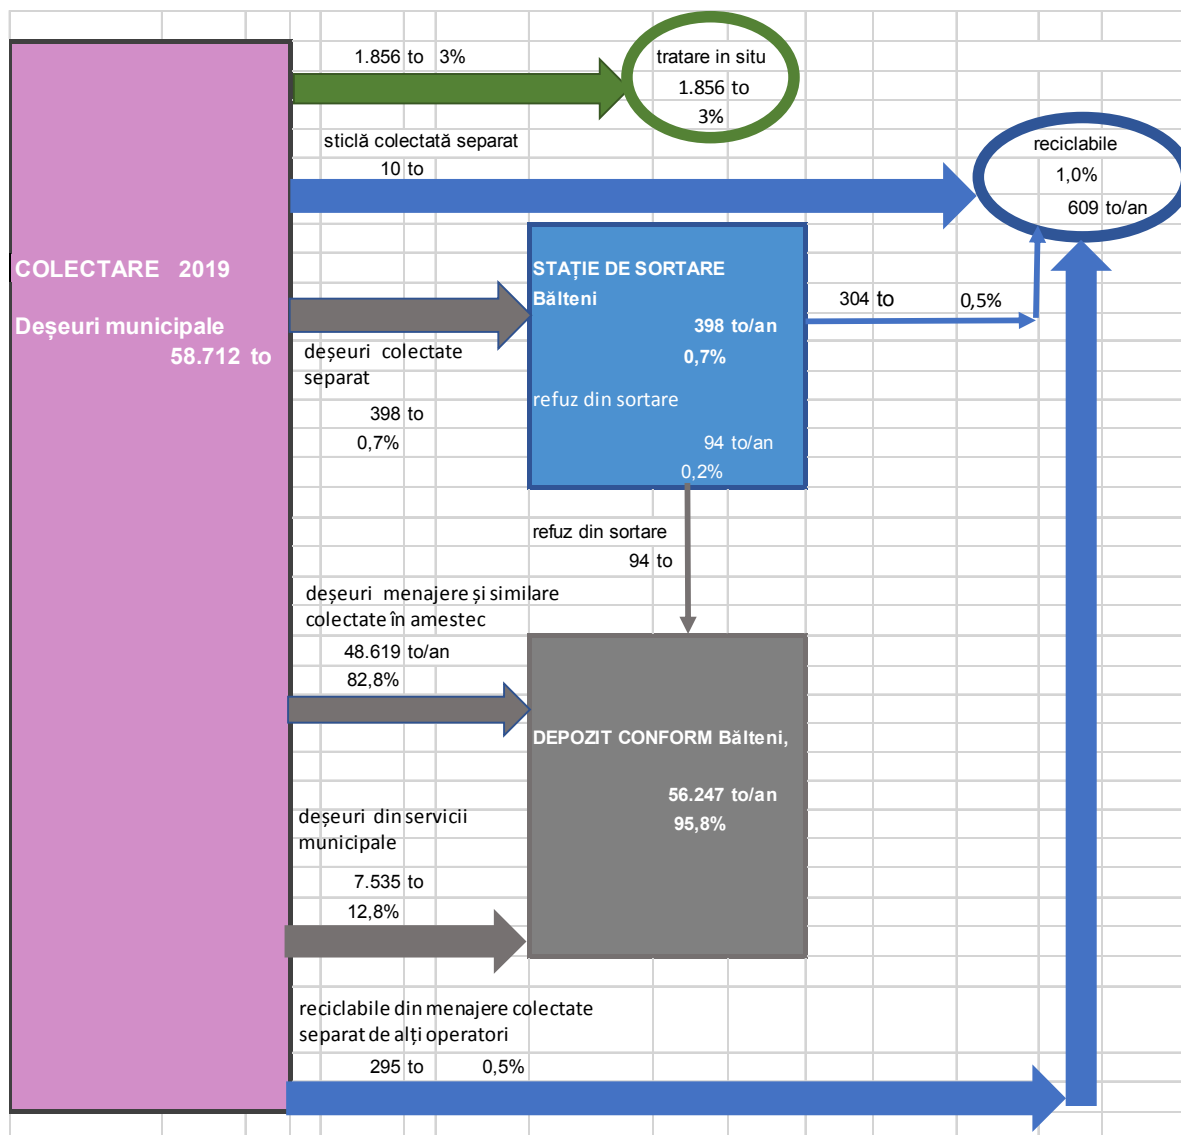 1.856 to 3%
tratare in situ
1.856 to
3%
sticlă colectată separat
10 to
reciclabile
1,0%
609 to/an
COLECTARE 2019
Deșeuri municipale
58.712 to
STAȚIE DE SORTARE
Bălteni
398 to/an
0,7%
refuz din sortare
94 to/an
0,2%
304 to 0,5%
deșeuri colectate
separat
398 to
0,7%
refuz din sortare
94 to
deșeuri menajere și similare
colectate în amestec
48.619 to/an
82,8%
DEPOZIT CONFORM Bălteni,
56.247 to/an
95,8%
deșeuri din servicii
municipale
7.535 to
12,8%
reciclabile din menajere colectate
separat de alți operatori
295 to 0,5%